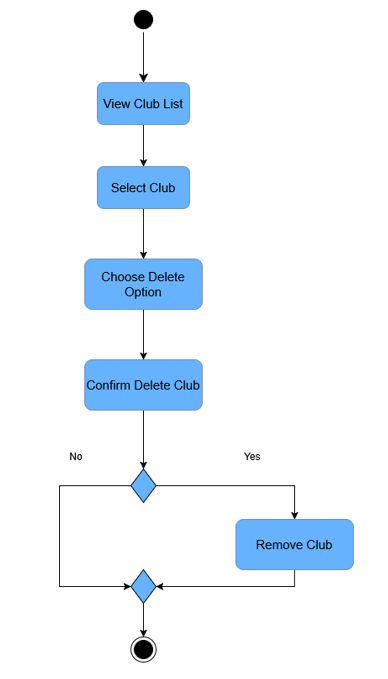 View Club List
Select Club
Choose Delete
Option
Confirm Delete Club
No
Yes
Remove Club